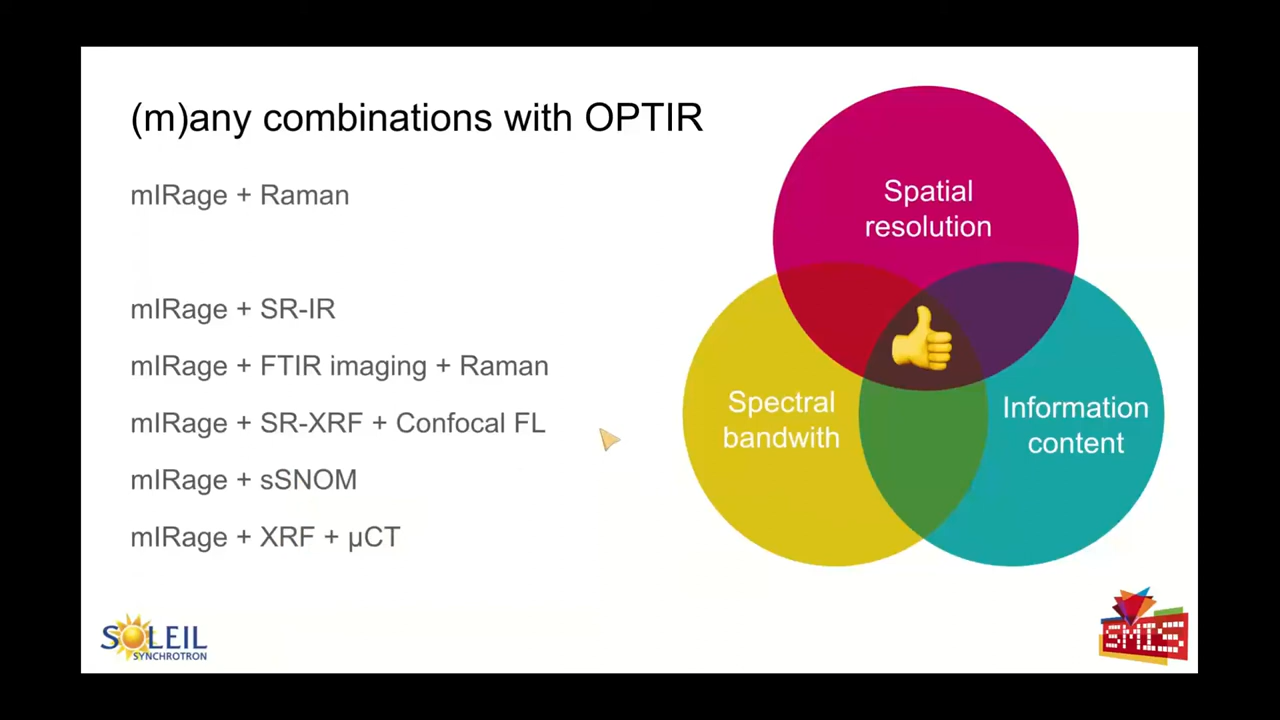 (m)any combinations with OPTIR
mIRage + Raman
mIRage + SR-IR
mIRage + FTIR imaging + Raman
mIRage + SR-XRF + Confocal FL
mIRage + sSNOM
mIRage + XRF + µCT
Spatial
resolution
Spectral
bandwith
Information
content
SOLEIL
SYNCHROTRON
SMIS